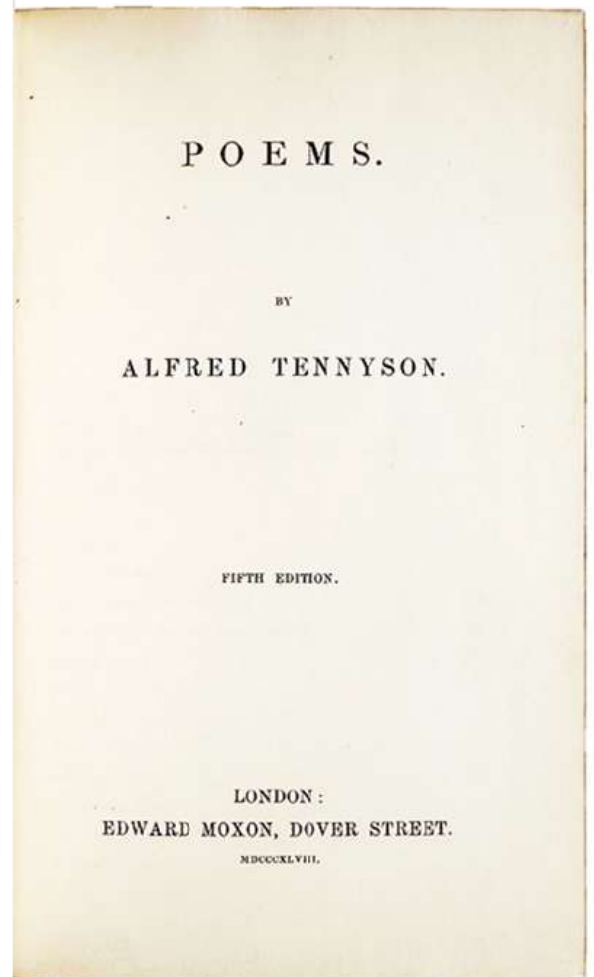 POEMS.
BY
ALFRED TENNYSON.
FIFTH EDITION.
LONDON:
EDWARD MOXON, DOVER STREET.
MDCCCXLVIII.